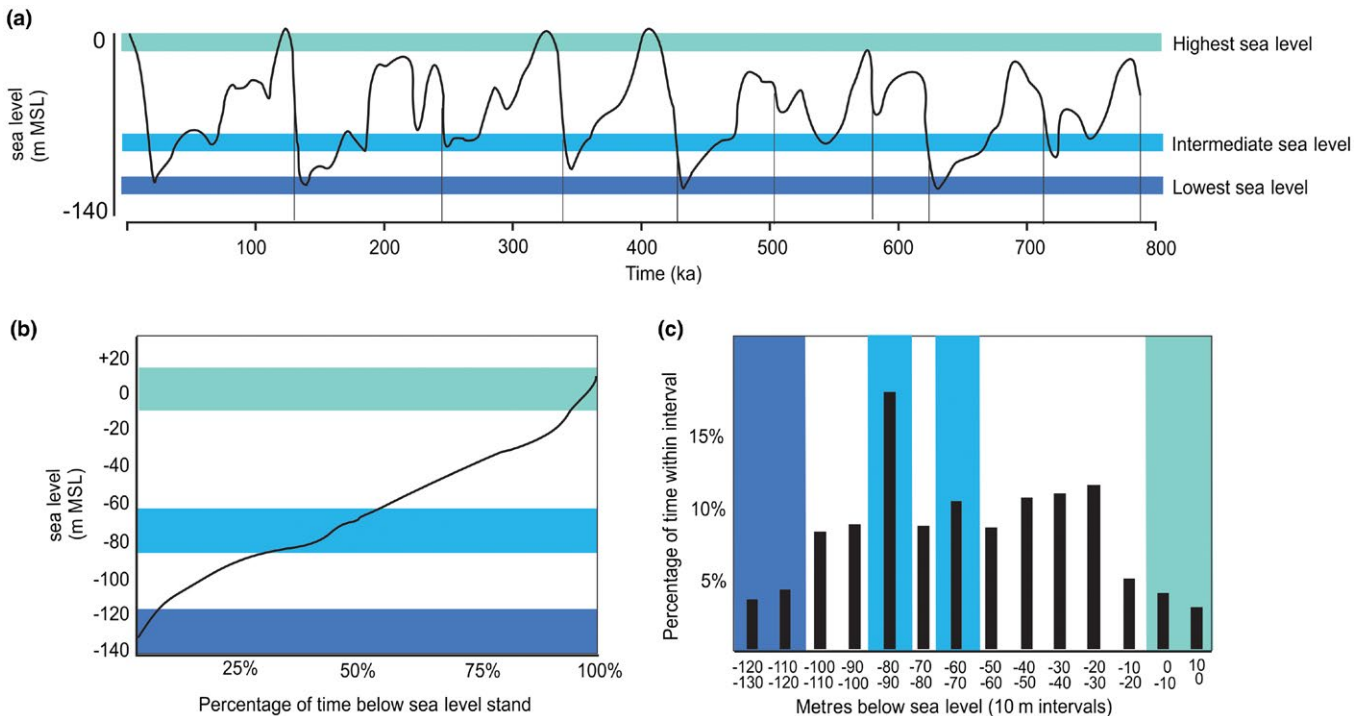 (a)
0
sea level
(m MSL)
-140
Highest sea level
Intermediate sea level
Lowest sea level
100 200 300 400 500 600 700 800
Time (ka)
(b)
+20
0
-20
-40
-60
-80
-100
-120
-140
sea level
(m MSL)
25% 50% 75% 100%
Percentage of time below sea level stand
(c)
Percentage of time within interval
15%
10%
5%
-120 -110 -100 -90 -80 -70 -60 -50 -40 -30 -20 -10 0 10
-130 -120 -110 -100 -90 -80 -70 -60 -50 -40 -30 -20 -10 0
Metres below sea level (10 m intervals)